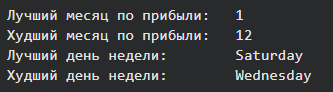 Лучший месяц по прибыли: 1
Худший месяц по прибыли: 12
Лучший день недели: Saturday
Худший день недели: Wednesday